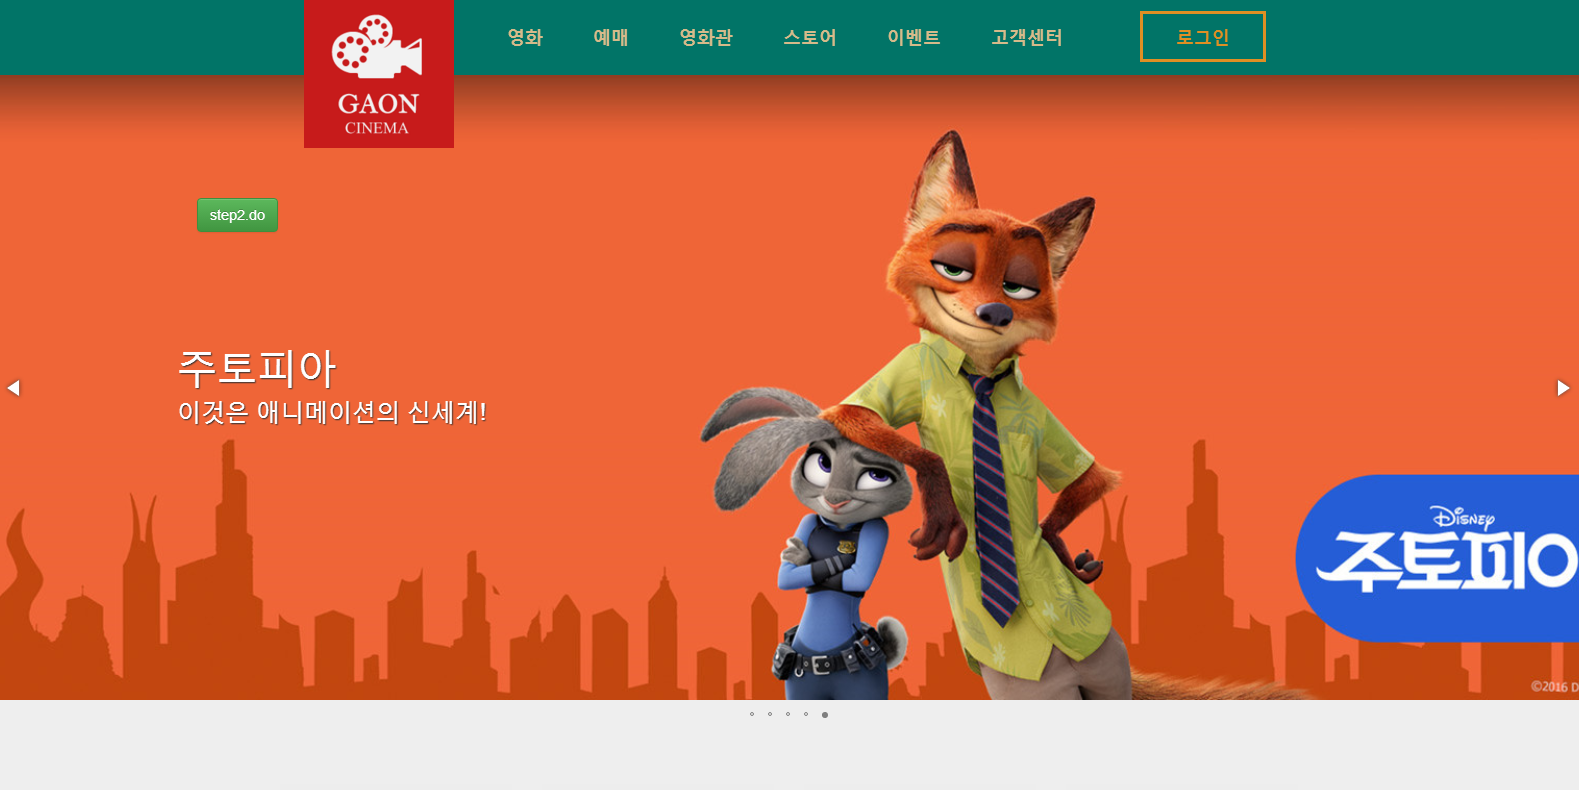 영화 예매 영화관 스토어 이벤트 고객센터 로그인
GAON
CINEMA
step2.do
주토피아
이것은 애니메이션의 신세계!
Disney
주토피아
©2016 D